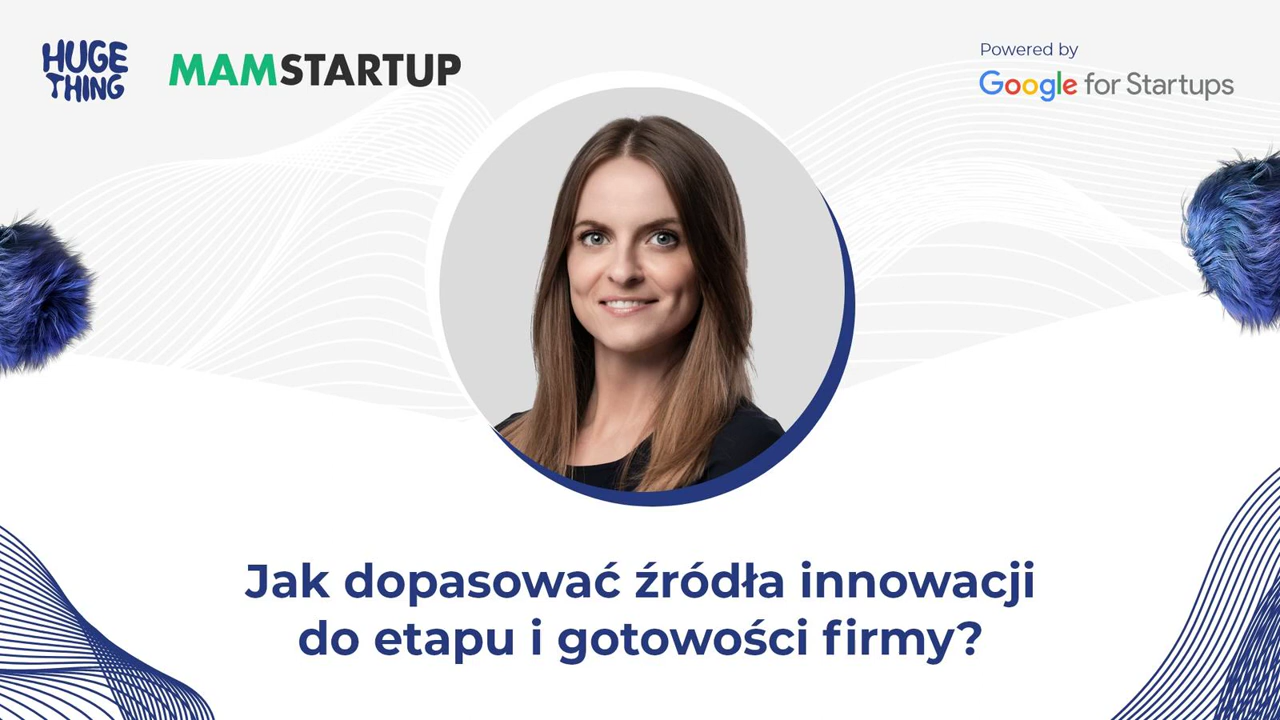 HUGE
THING
MAMSTARTUP
Powered by
Google for Startups
Jak dopasować źródła innowacji
do etapu i gotowości firmy?